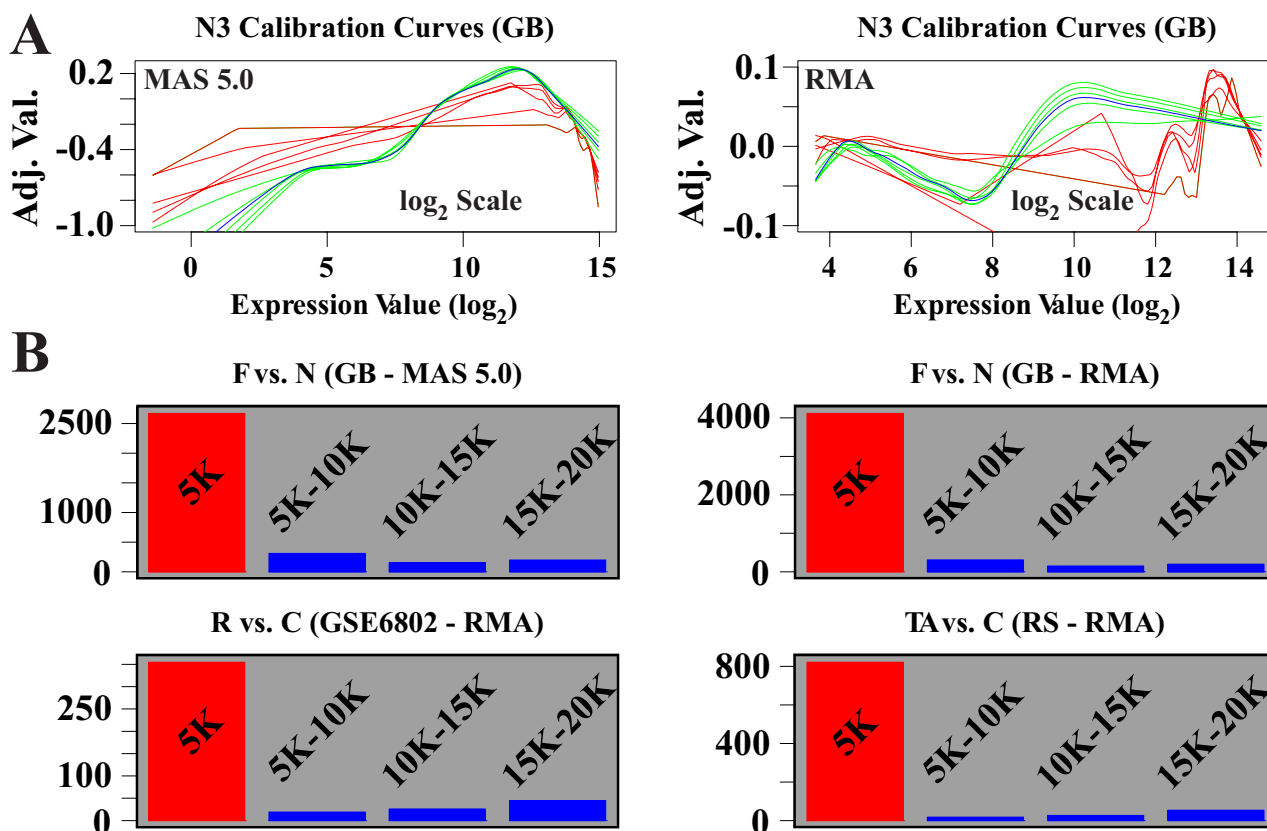 A
N3 Calibration Curves (GB)
MAS 5.0
Adj. Val.
0.2
-0.4
-1.0
log2 Scale
0 5 10 15
Expression Value (log2)
N3 Calibration Curves (GB)
RMA
Adj. Val.
0.1
0.0
-0.1
log2 Scale
4 6 8 10 12 14
Expression Value (log2)
B
F vs. N (GB - MAS 5.0)
2500
1000
0
5K
5K-10K
10K-15K
15K-20K
F vs. N (GB - RMA)
4000
2000
0
5K
5K-10K
10K-15K
15K-20K
R vs. C (GSE6802 - RMA)
250
100
0
5K
5K-10K
10K-15K
15K-20K
TA vs. C (RS - RMA)
800
400
0
5K
5K-10K
10K-15K
15K-20K